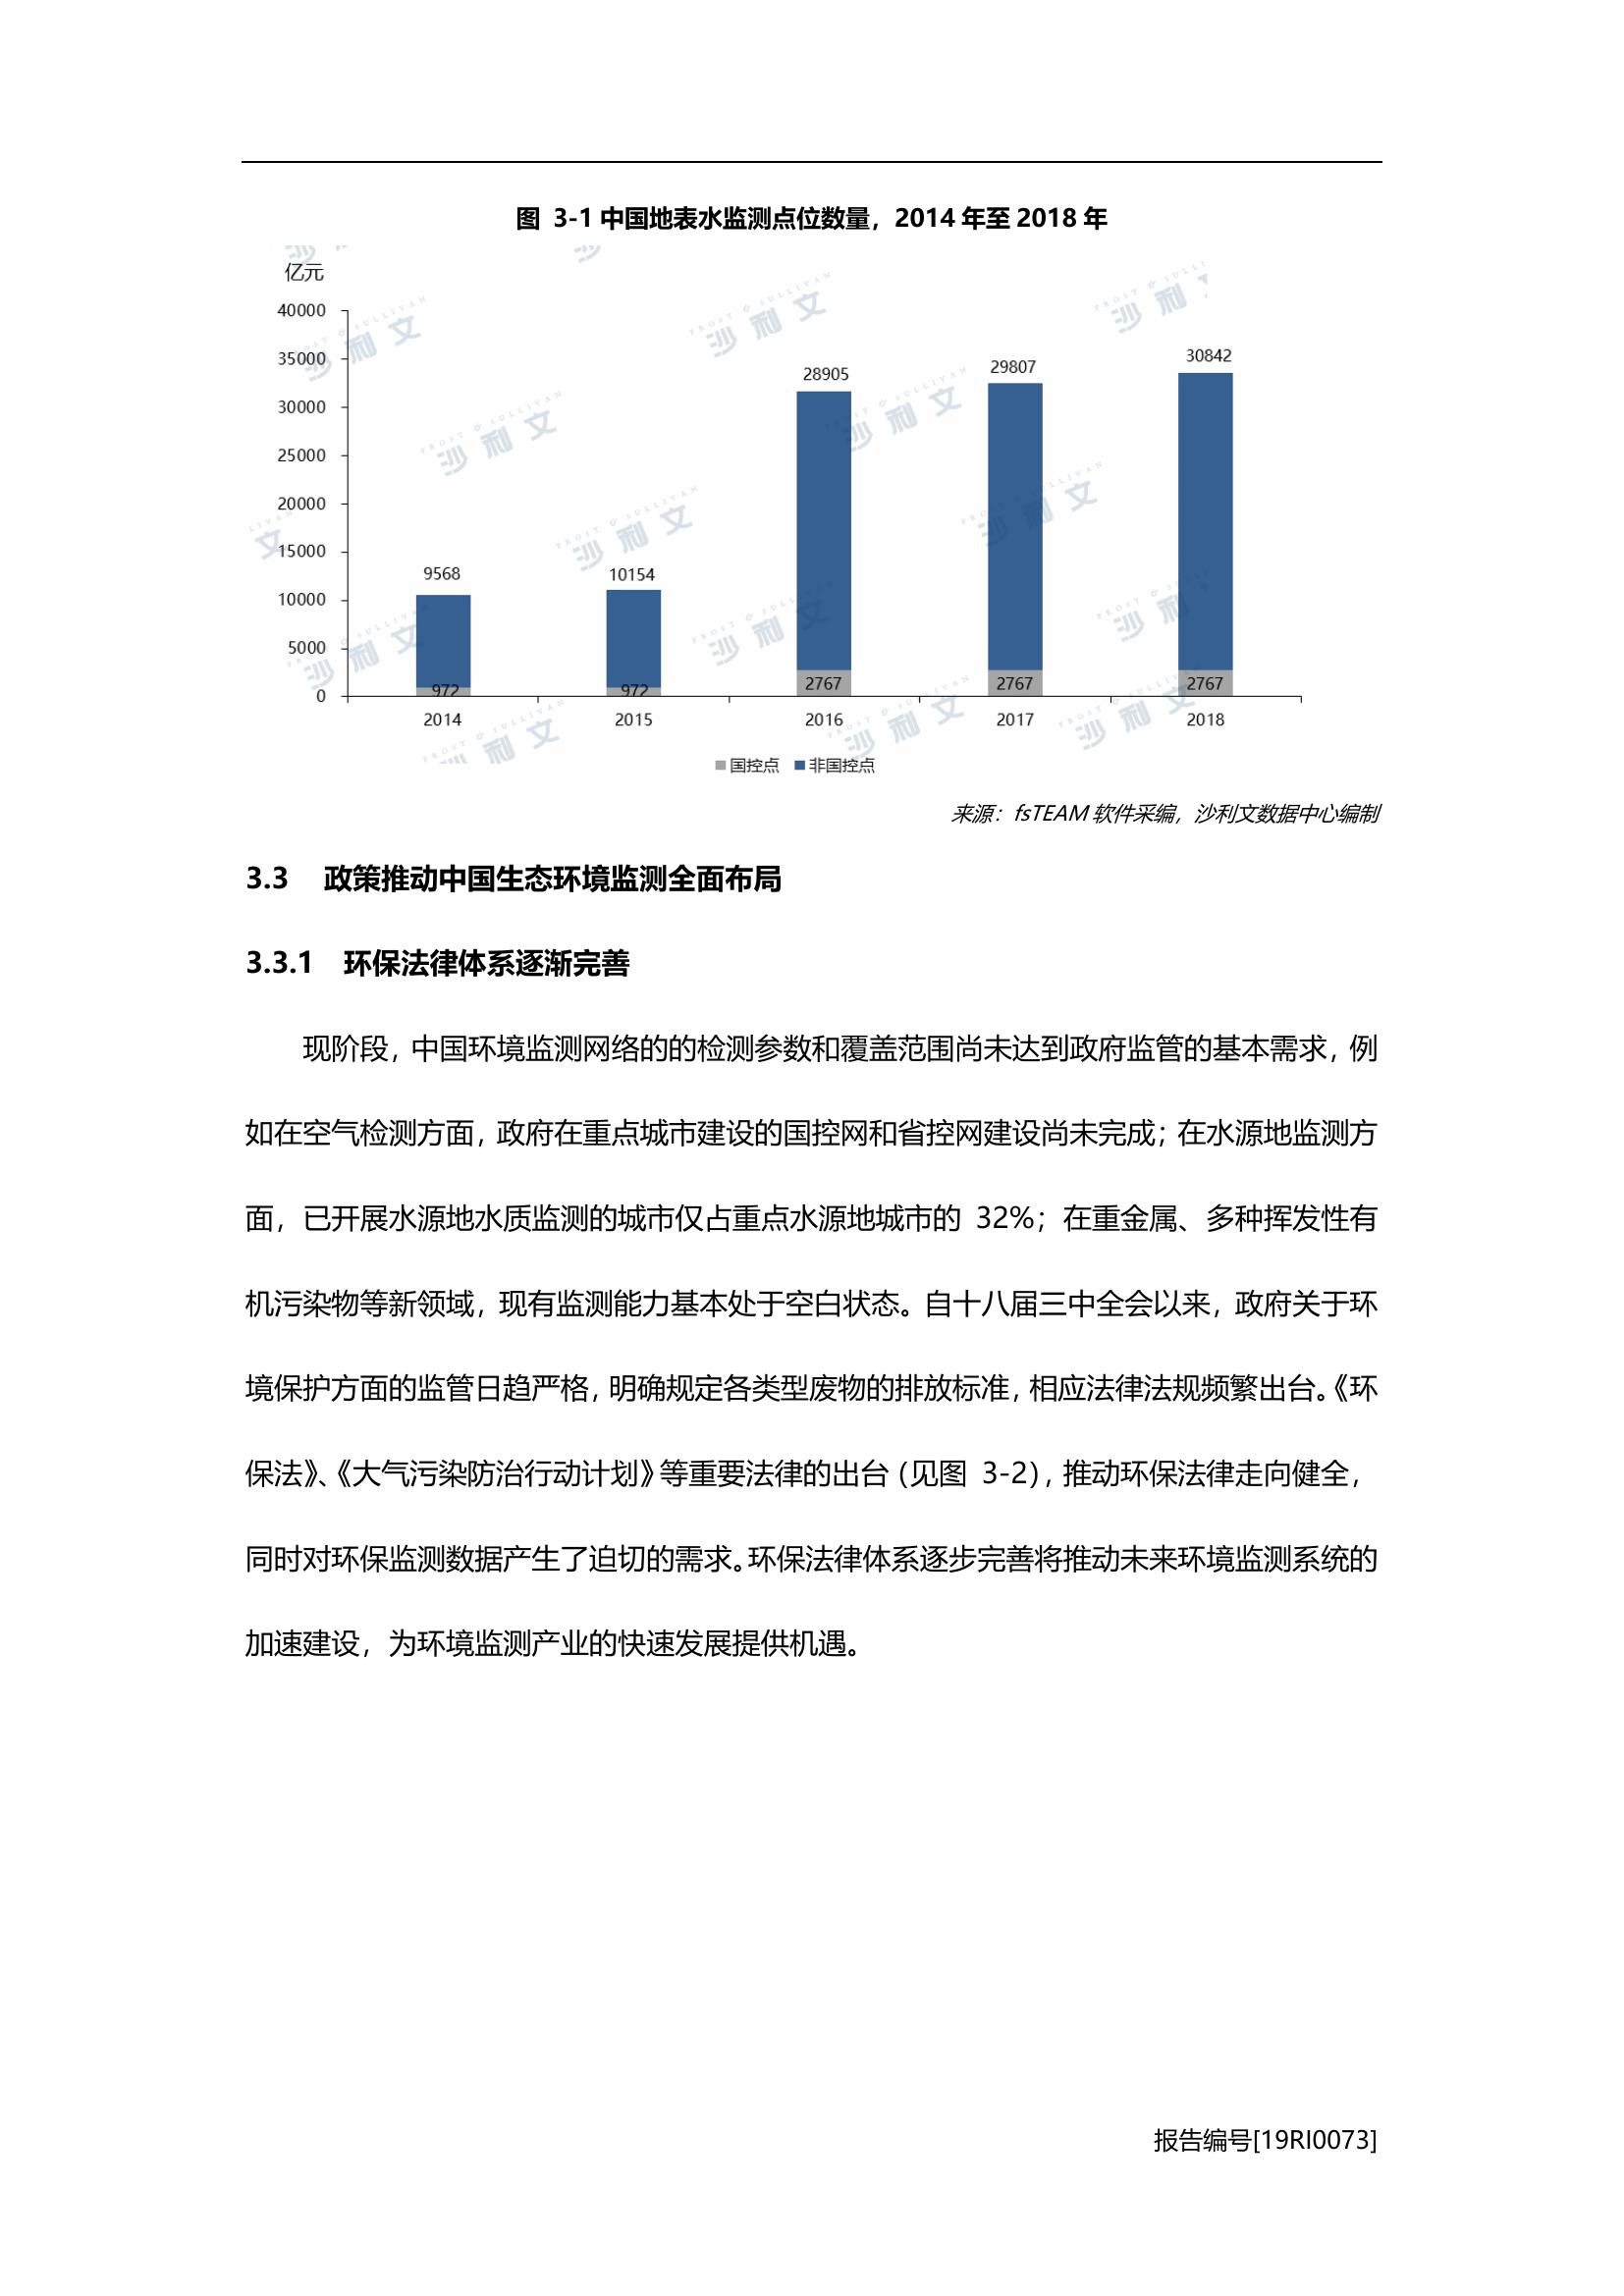 图 3-1 中国地表水监测点位数量，2014 年至 2018 年
亿元
40000
35000
30000
25000
20000
15000
10000
5000
0
9568
10154
28905
29807
30842
972
972
2767
2767
2767
2014
2015
2016
2017
2018
国控点 非国控点
FROST & SULLIVAN
沙利文
来源：fsTEAM 软件采编，沙利文数据中心编制
3.3 政策推动中国生态环境监测全面布局
3.3.1 环保法律体系逐渐完善
现阶段，中国环境监测网络的的检测参数和覆盖范围尚未达到政府监管的基本需求，例
如在空气检测方面，政府在重点城市建设的国控网和省控网建设尚未完成；在水源地监测方
面，已开展水源地水质监测的城市仅占重点水源地城市的 32%；在重金属、多种挥发性有
机污染物等新领域，现有监测能力基本处于空白状态。自十八届三中全会以来，政府关于环
境保护方面的监管日趋严格，明确规定各类型废物的排放标准，相应法律法规频繁出台。《环
保法》、《大气污染防治行动计划》等重要法律的出台（见图 3-2），推动环保法律走向健全，
同时对环保监测数据产生了迫切的需求。环保法律体系逐步完善将推动未来环境监测系统的
加速建设，为环境监测产业的快速发展提供机遇。
报告编号[19RI0073]